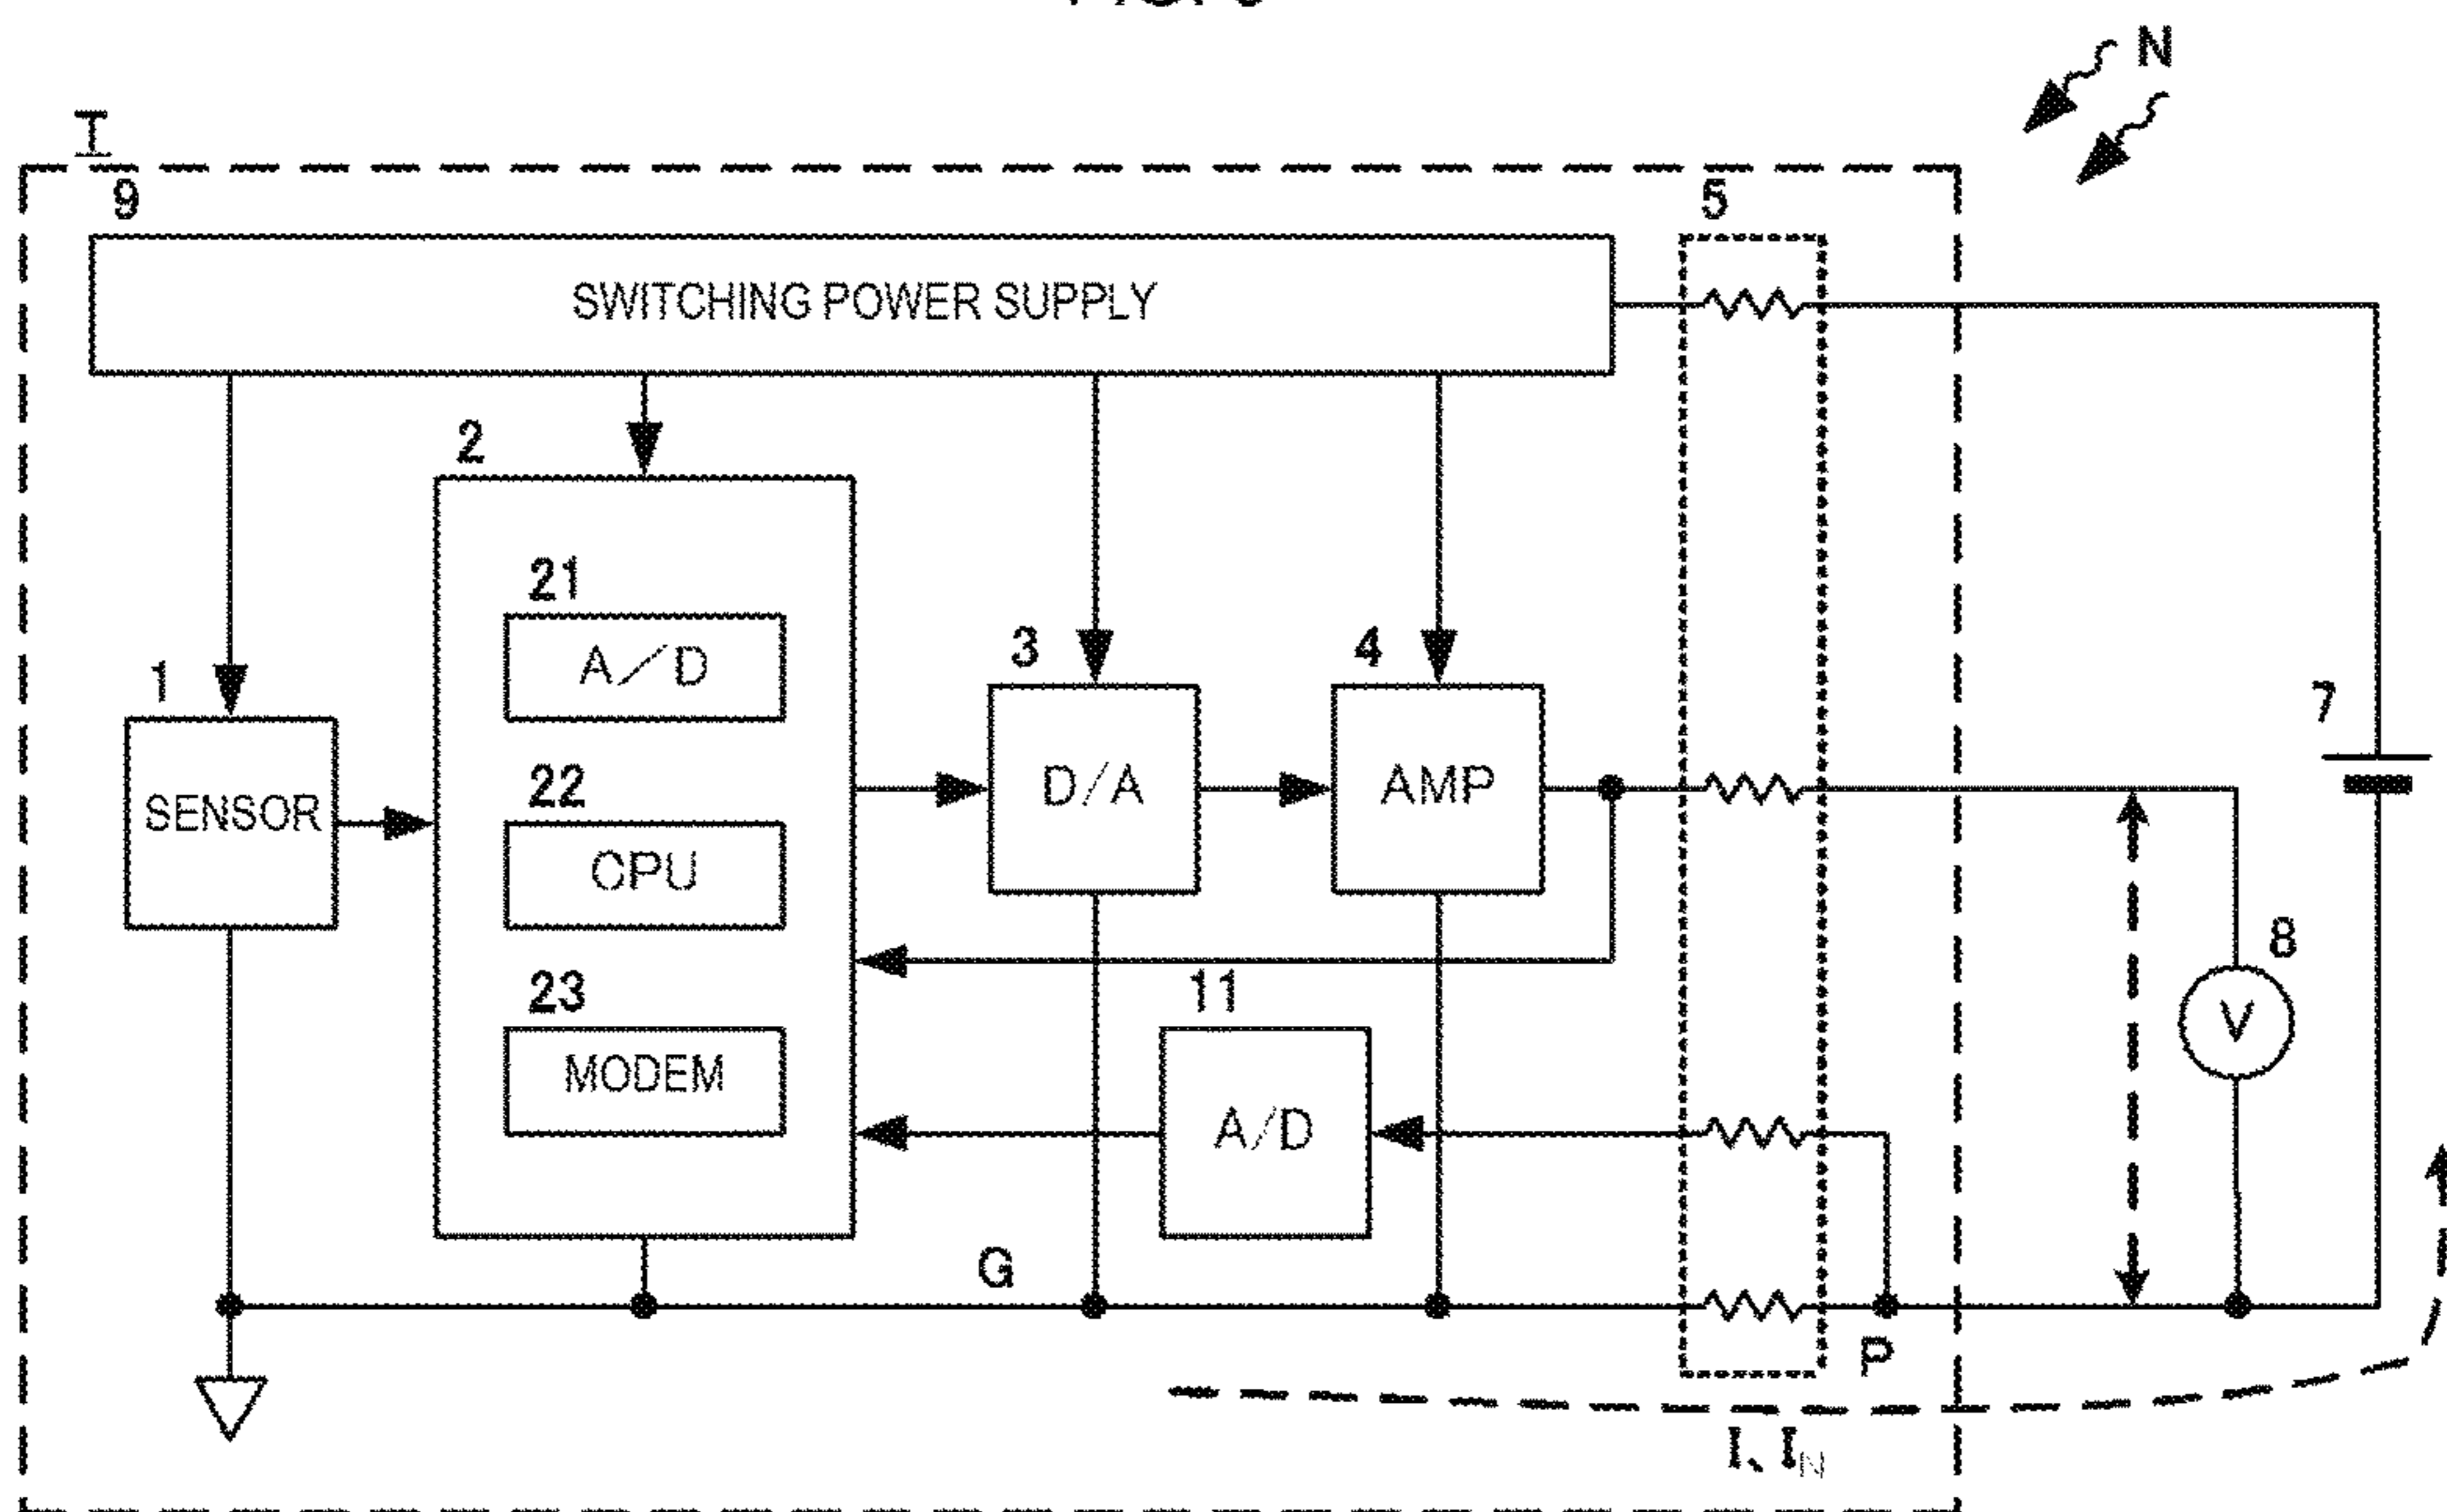 N
I
9
5
SWITCHING POWER SUPPLY
2
21
A/D
3
4
1
7
22
D/A
AMP
SENSOR
CPU
8
23
11
V
MODEM
A/D
G
P
I、I_N